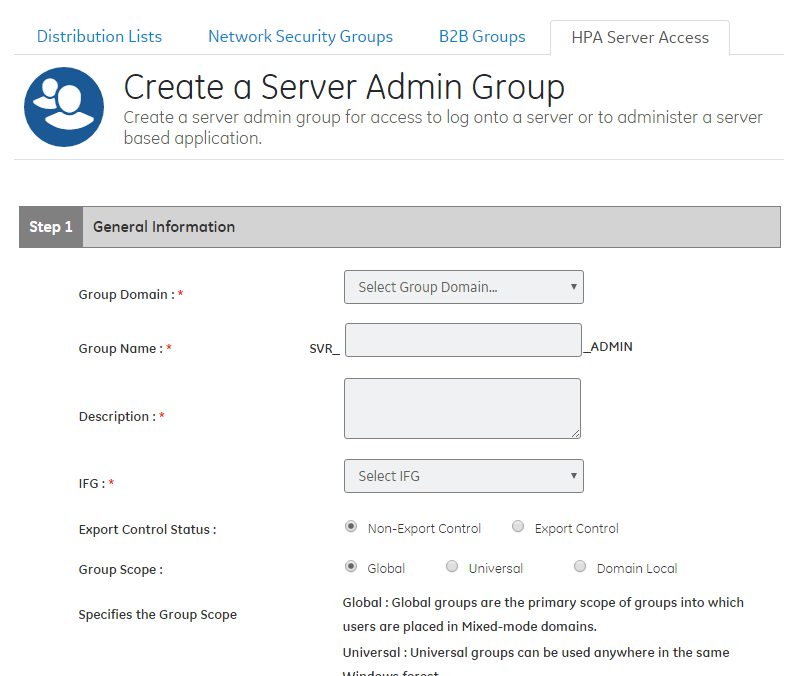 Distribution Lists Network Security Groups B2B Groups HPA Server Access
Create a Server Admin Group
Create a server admin group for access to log onto a server or to administer a server
based application.
Step 1 General Information
Group Domain : * Select Group Domain...
Group Name : * SVR_ _ADMIN
Description : *
IFG : * Select IFG
Export Control Status : Non-Export Control Export Control
Group Scope : Global Universal Domain Local
Specifies the Group Scope
Global : Global groups are the primary scope of groups into which
users are placed in Mixed-mode domains.
Universal : Universal groups can be used anywhere in the same
Windows forest